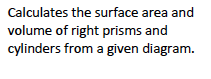 Calculates the surface area and
volume of right prisms and
cylinders from a given diagram.